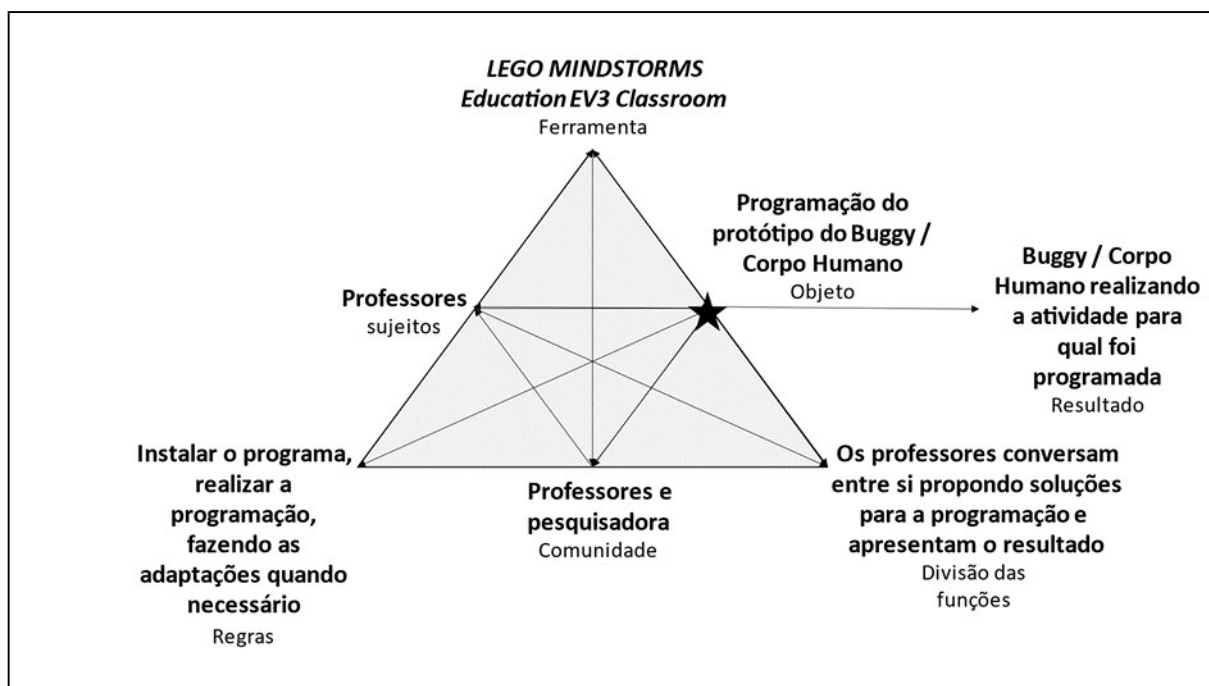 LEGO MINDSTORMS
Education EV3 Classroom
Ferramenta
Programação do
protótipo do Buggy /
Corpo Humano
Objeto
Buggy / Corpo
Humano realizando
a atividade para
qual foi
programada
Resultado
Professores
sujeitos
Instalar o programa,
realizar a
programação,
fazendo as
adaptações quando
necessário
Regras
Professores e
pesquisadora
Comunidade
Os professores conversam
entre si propondo soluções
para a programação e
apresentam o resultado
Divisão das
funções